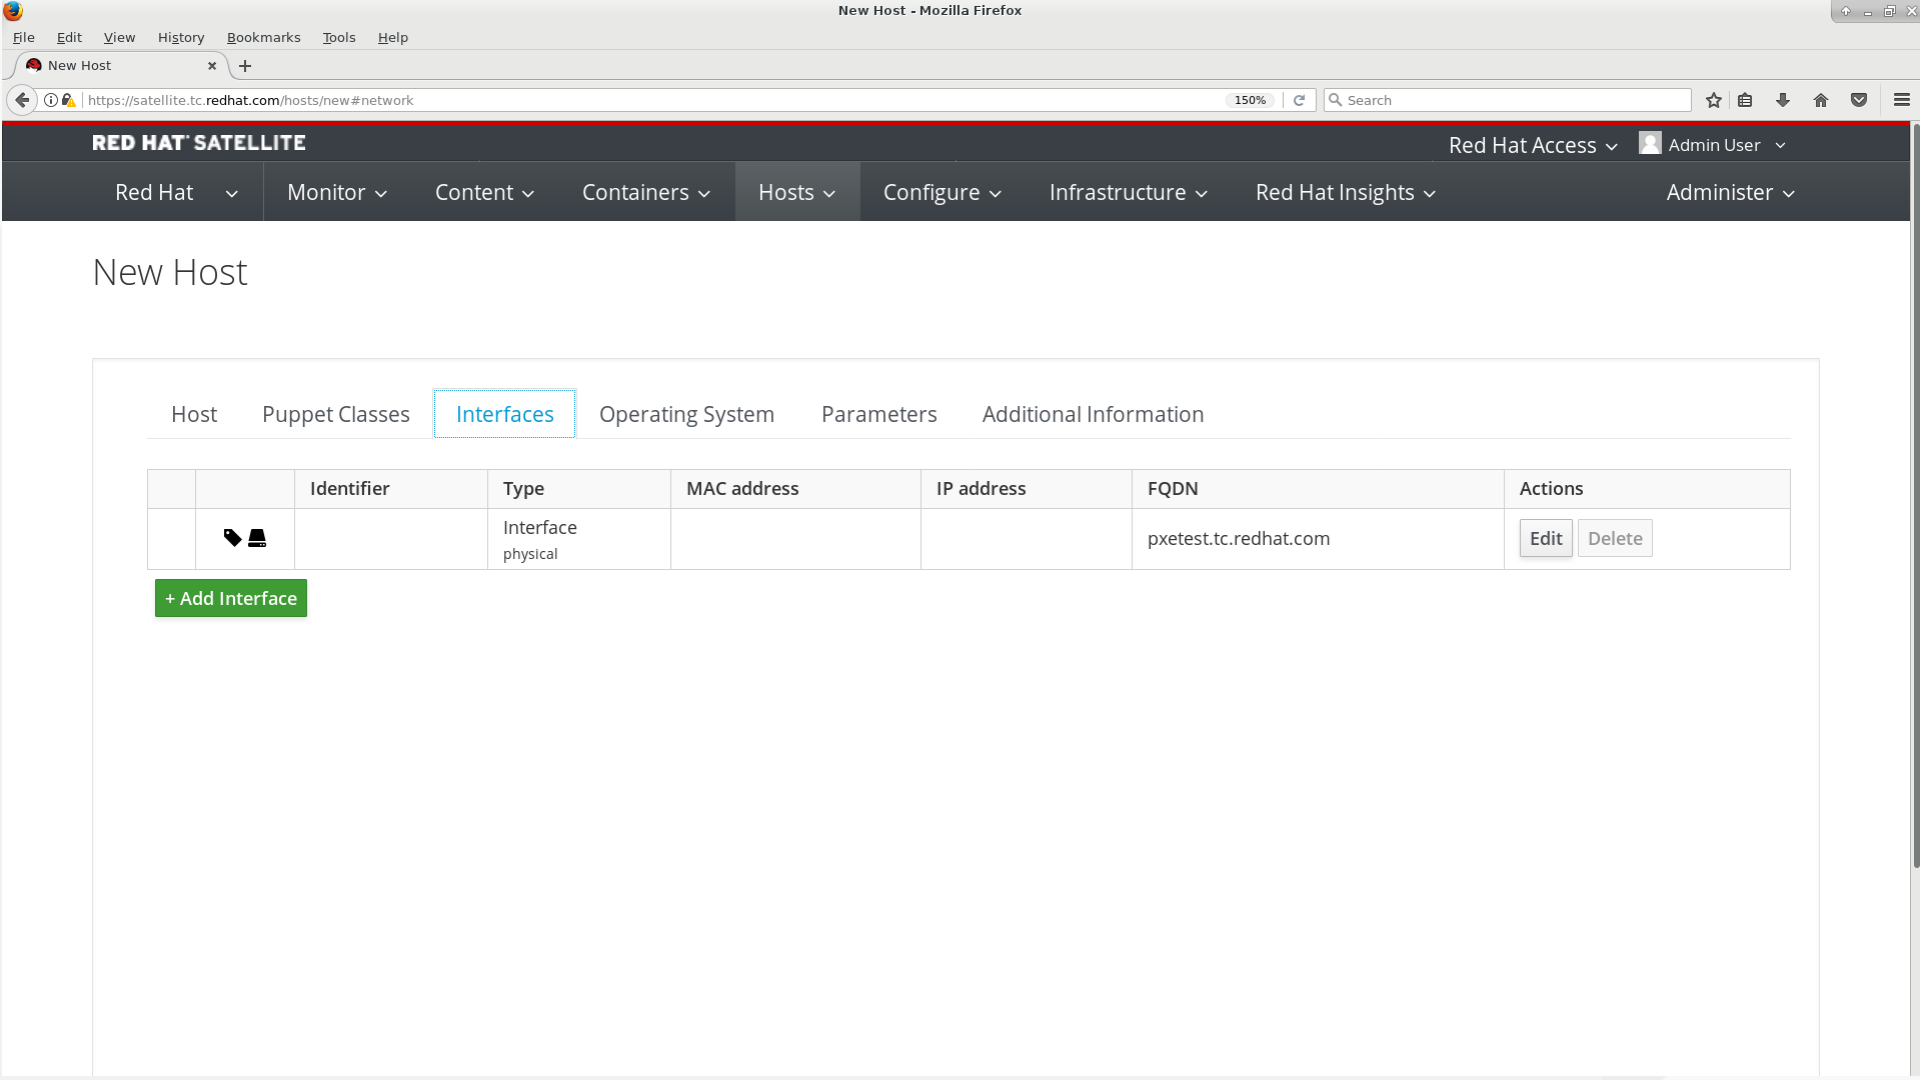 New Host - Mozilla Firefox
File Edit View History Bookmarks Tools Help
New Host
https://satellite.tc.redhat.com/hosts/new#network 150% Search
RED HAT SATELLITE Red Hat Access Admin User
Red Hat Monitor Content Containers Hosts Configure Infrastructure Red Hat Insights Administer
New Host
Host Puppet Classes Interfaces Operating System Parameters Additional Information
Identifier Type MAC address IP address FQDN Actions
Interface
physical
pxetest.tc.redhat.com Edit Delete
+ Add Interface